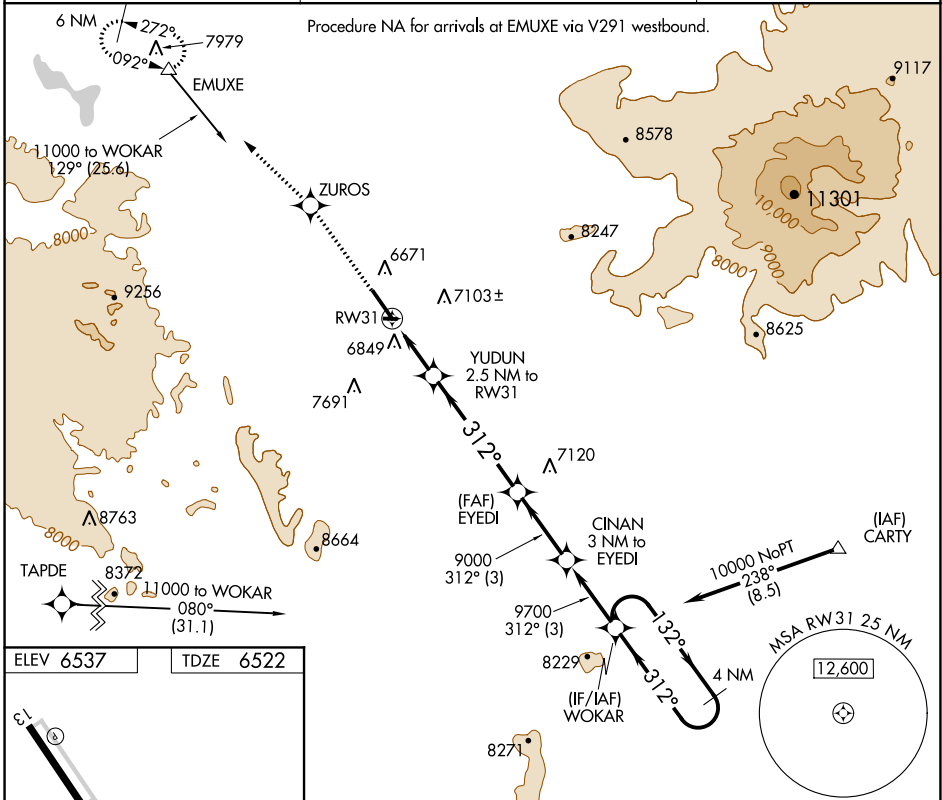 Procedure NA for arrivals at EMUXE via V291 westbound.
6 NM
272°
7979
092°
EMUXE
9117
8578
11000 to WOKAR
129° (25.6)
ZUROS
11301
10,000
8000
8247
9000
8000
6671
9256
7103±
RW31
8625
6849
YUDUN
2.5 NM to
RW31
7691
312°
7120
(FAF)
EYEDI
8763
CINAN
3 NM to
EYEDI
(IAF)
CARTY
8000
8664
9000
312° (3)
10000 NoPT
238°
(8.5)
TAPDE
8372
11000 to WOKAR
080°
(31.1)
9700
312° (3)
132°
MSA RW31 25 NM
ELEV 6537
TDZE 6522
8229
312°
4 NM
12,600
(IF/IAF)
WOKAR
13
P
8271